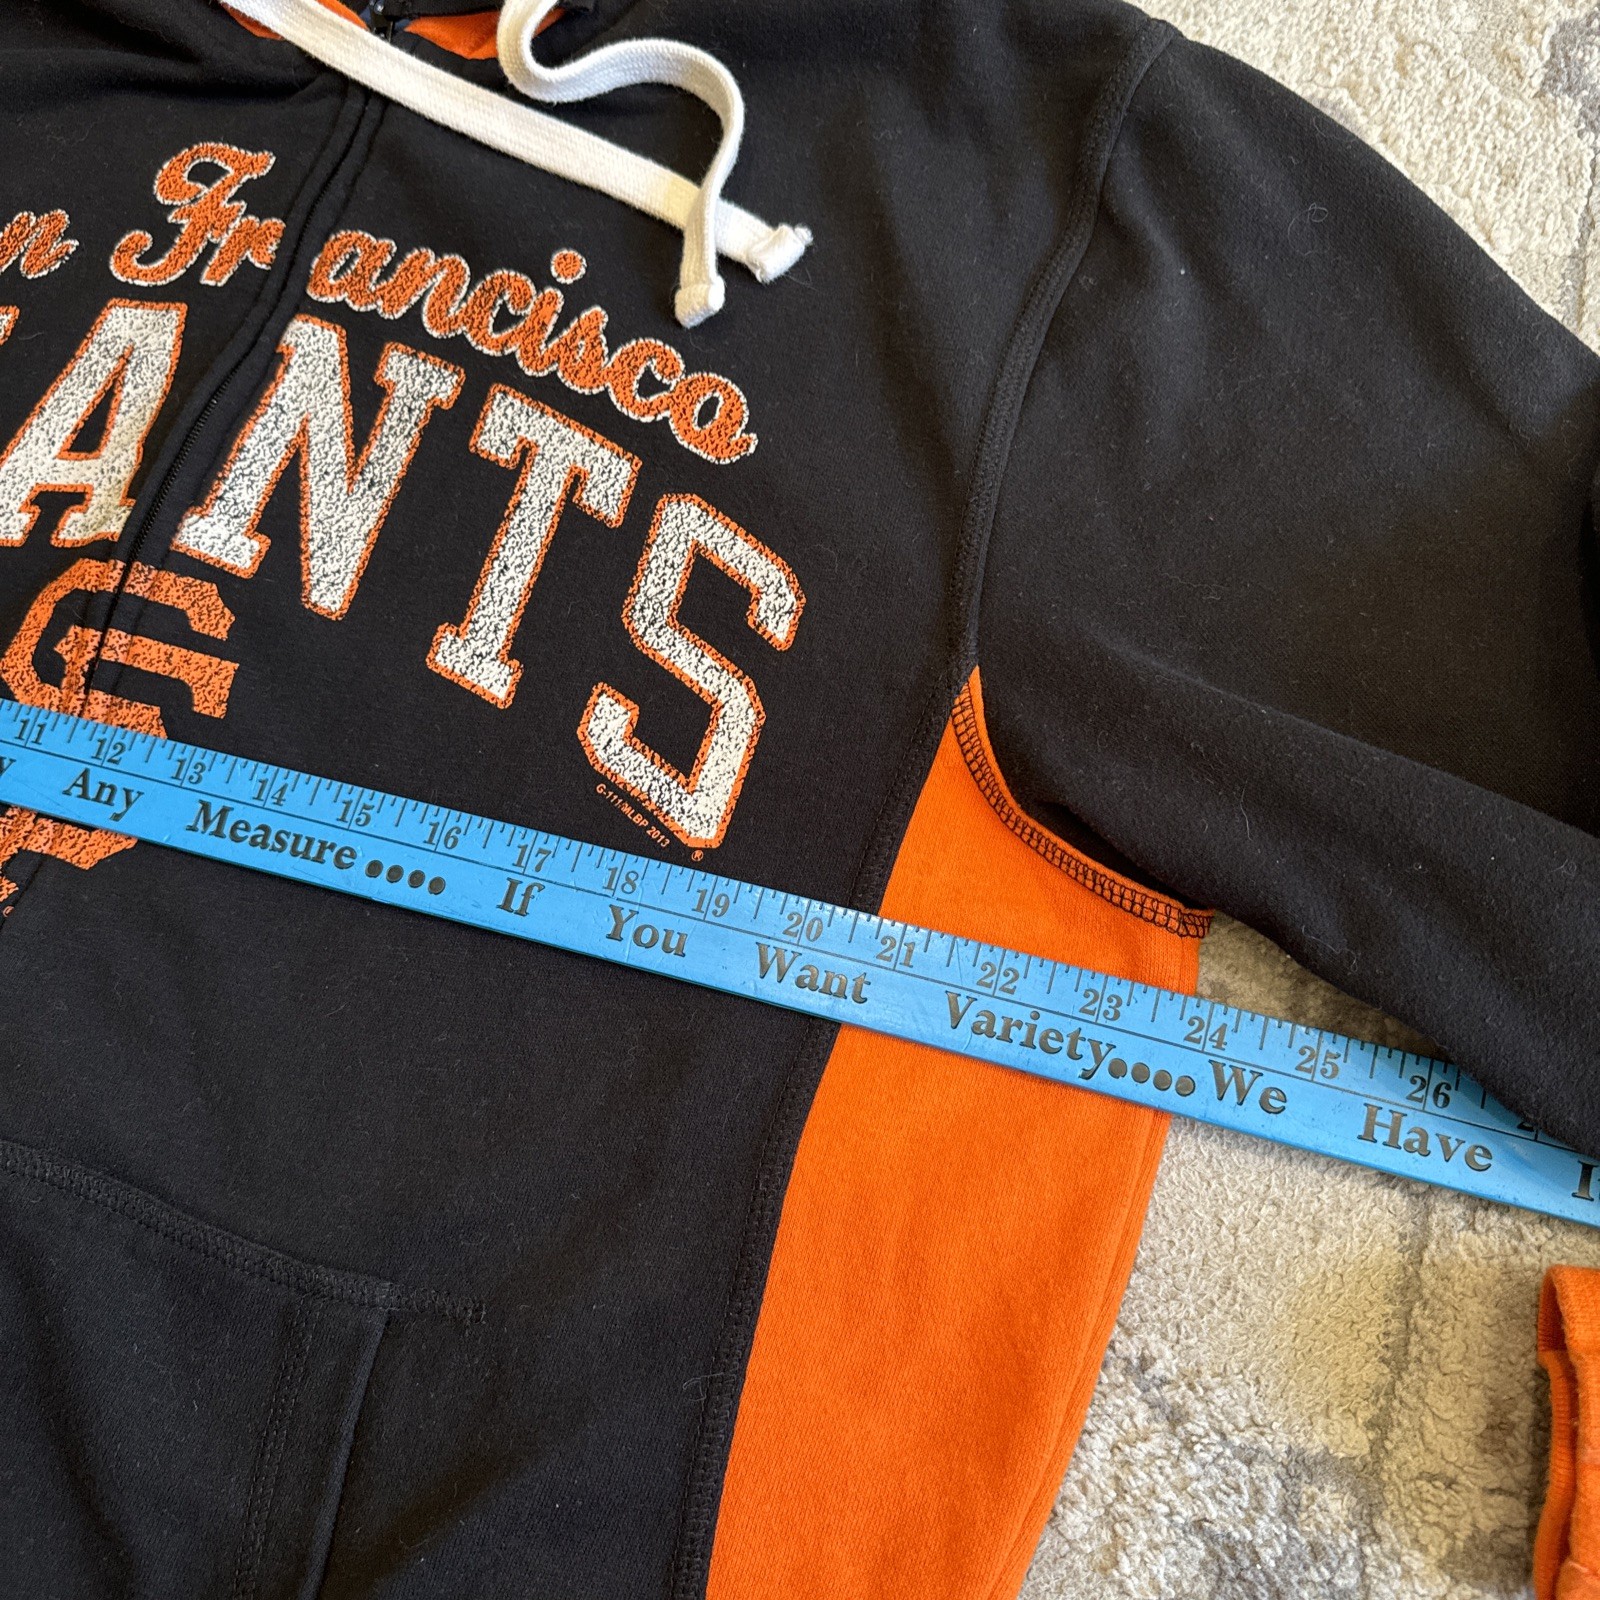 n Francisco
ANTS
SF
G-111/MLBP 2013
®
11 12 13 14 15 16 17 18 19 20 21 22 23 24 25 26
Any Measure •••• If You Want Variety •••• We Have